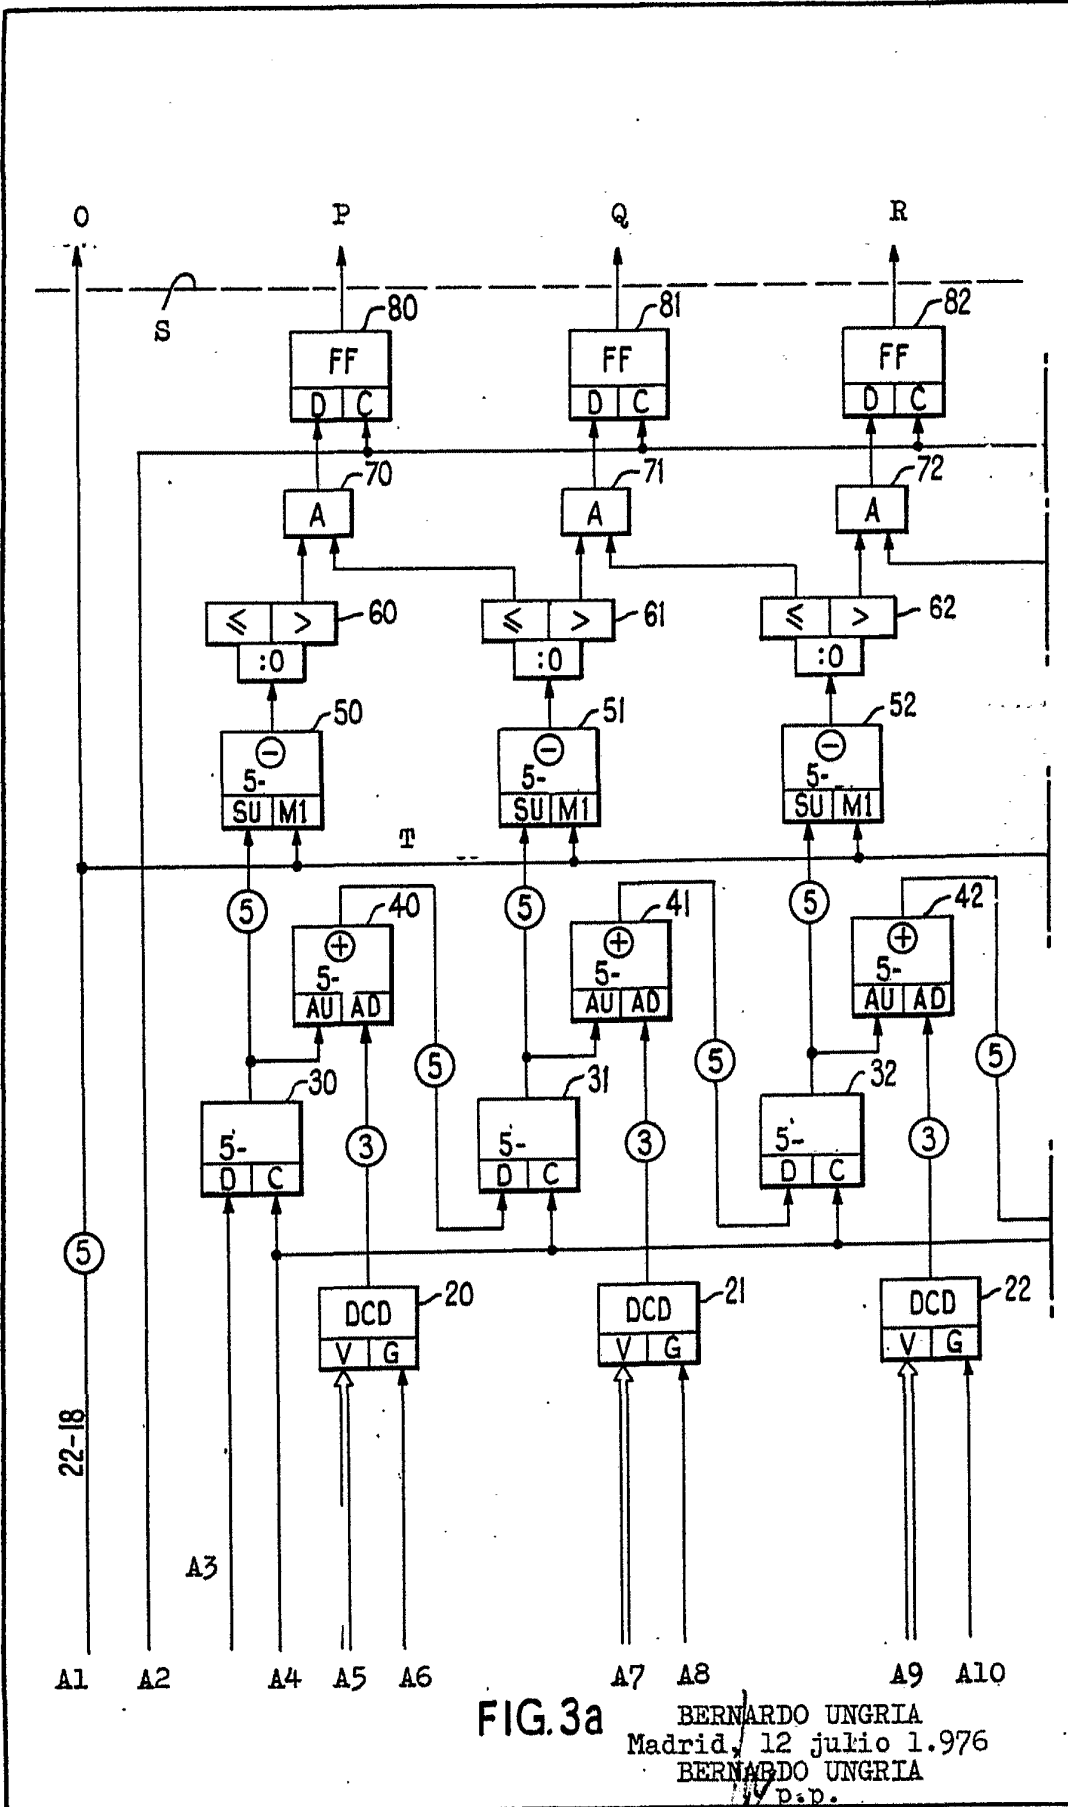 O P Q R
S
80 81 82
FF FF FF
D C D C D C
70 71 72
A A A
≤ > 60 ≤ > 61 ≤ > 62
:0 :0 :0
50 51 52
− − −
5- 5- 5-
SU M1 SU M1 SU M1
T
5 5 5
40 41 42
+ + +
5- 5- 5-
AU AD AU AD AU AD
5 5 5
30 31 32
5- 5- 5-
3 3 3
D C D C D C
5
20 21 22
DCD DCD DCD
V G V G V G
22-18
A3
A1 A2 A4 A5 A6 A7 A8 A9 A10
FIG.3a
BERNARDO UNGRIA
Madrid, 12 julio 1.976
BERNARDO UNGRIA
p.p.